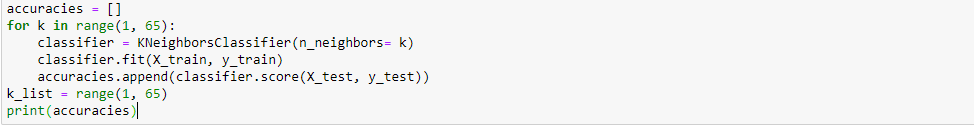 accuracies = []
for k in range(1, 65):
    classifier = KNeighborsClassifier(n_neighbors= k)
    classifier.fit(X_train, y_train)
    accuracies.append(classifier.score(X_test, y_test))
k_list = range(1, 65)
print(accuracies)